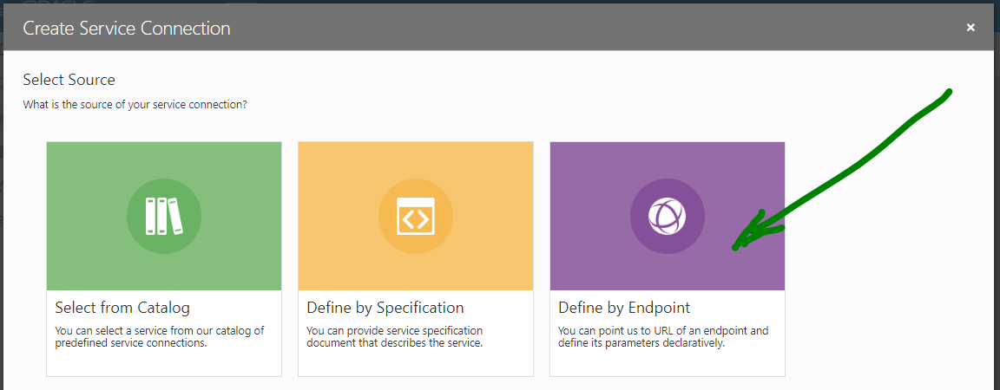 Create Service Connection
Select Source
What is the source of your service connection?
Select from Catalog
You can select a service from our catalog of
predefined service connections.
Define by Specification
You can provide service specification
document that describes the service.
Define by Endpoint
You can point us to URL of an endpoint and
define its parameters declaratively.